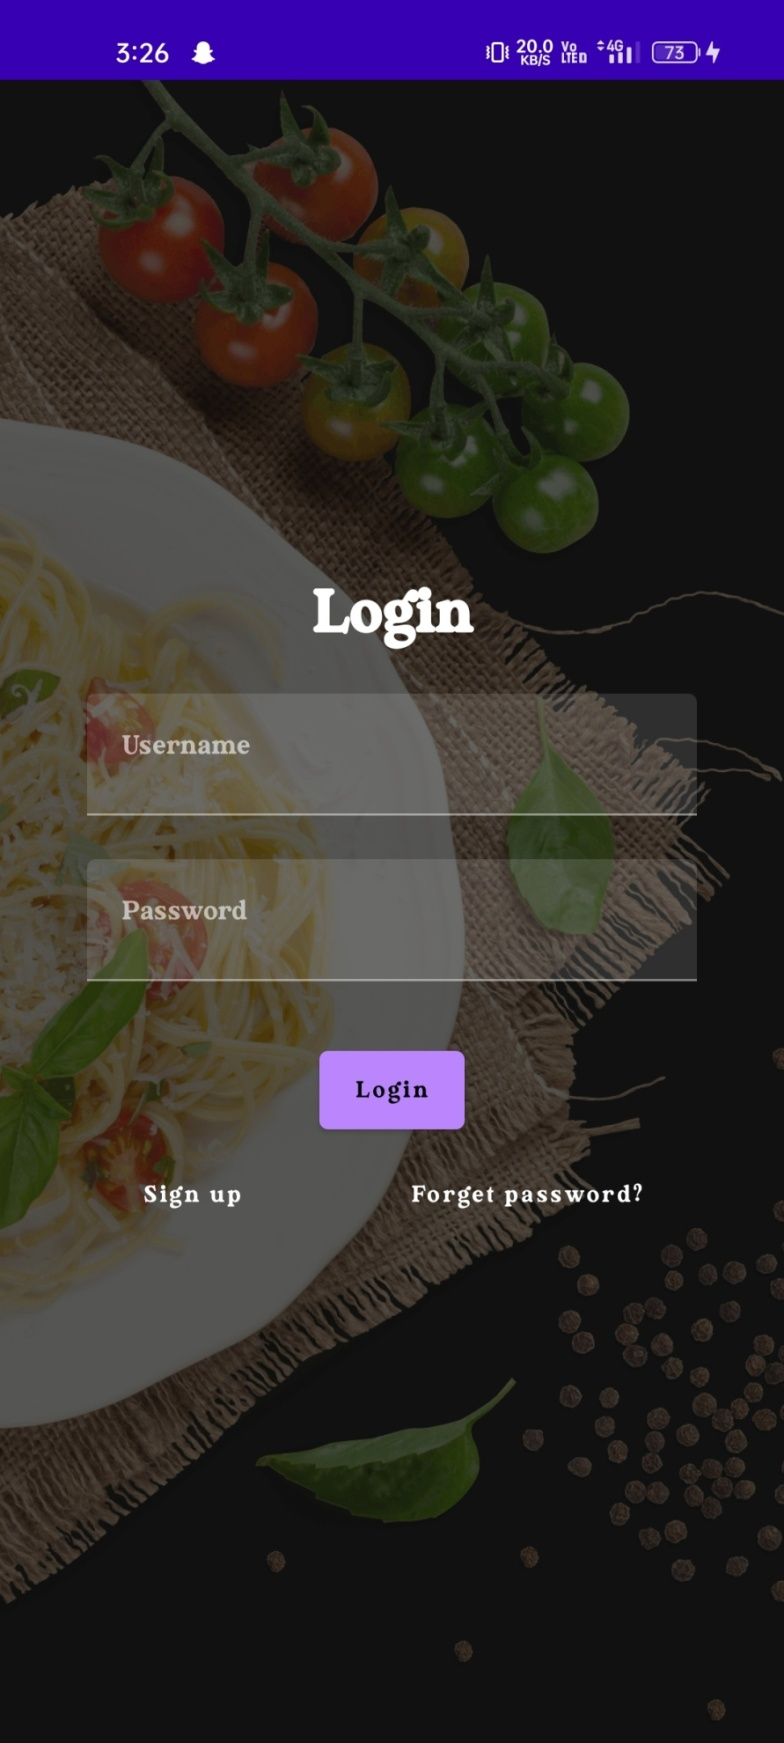 3:26 20.0 KB/S Vo LTE 4G 73
Login
Username
Password
Login
Sign up Forget password?